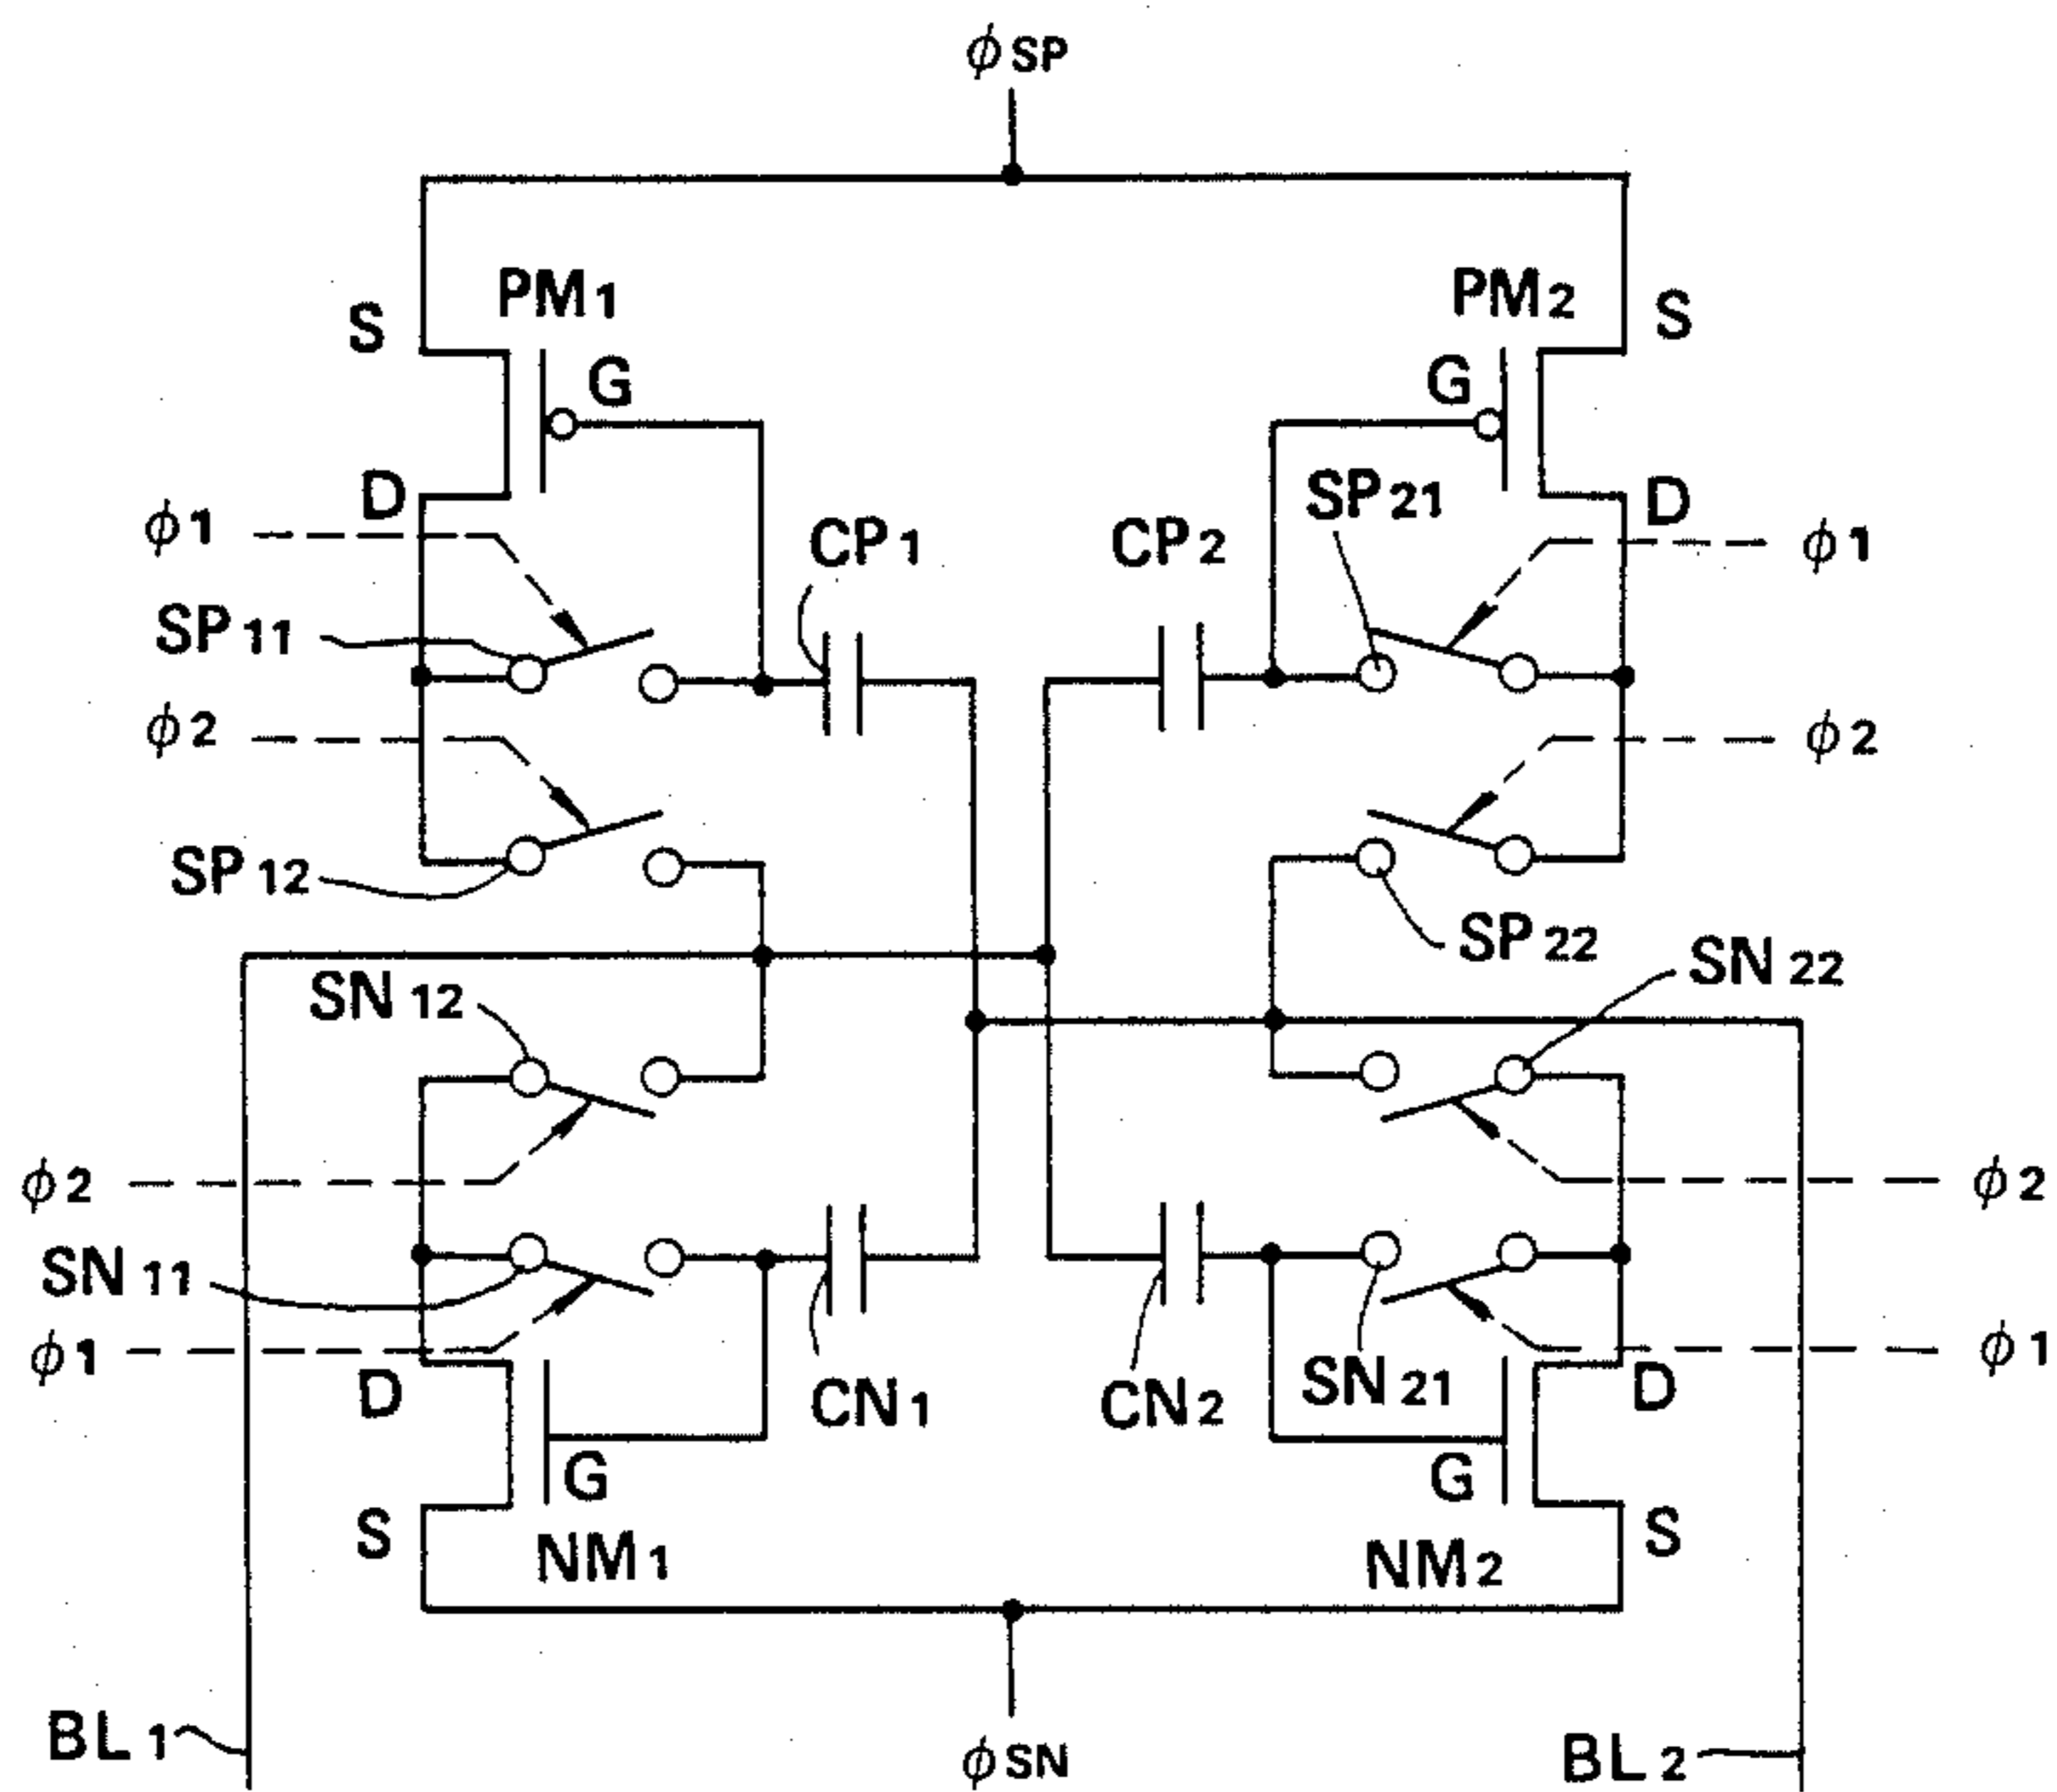 ϕSP
PM1
PM2
S
S
G
G
SP21
D
D
ϕ1
CP1
CP2
ϕ1
SP11
ϕ2
ϕ2
SP12
SP22
SN22
SN12
ϕ2
ϕ2
SN11
ϕ1
ϕ1
D
CN1
CN2
SN21
D
G
G
S
NM1
NM2
S
BL1
ϕSN
BL2